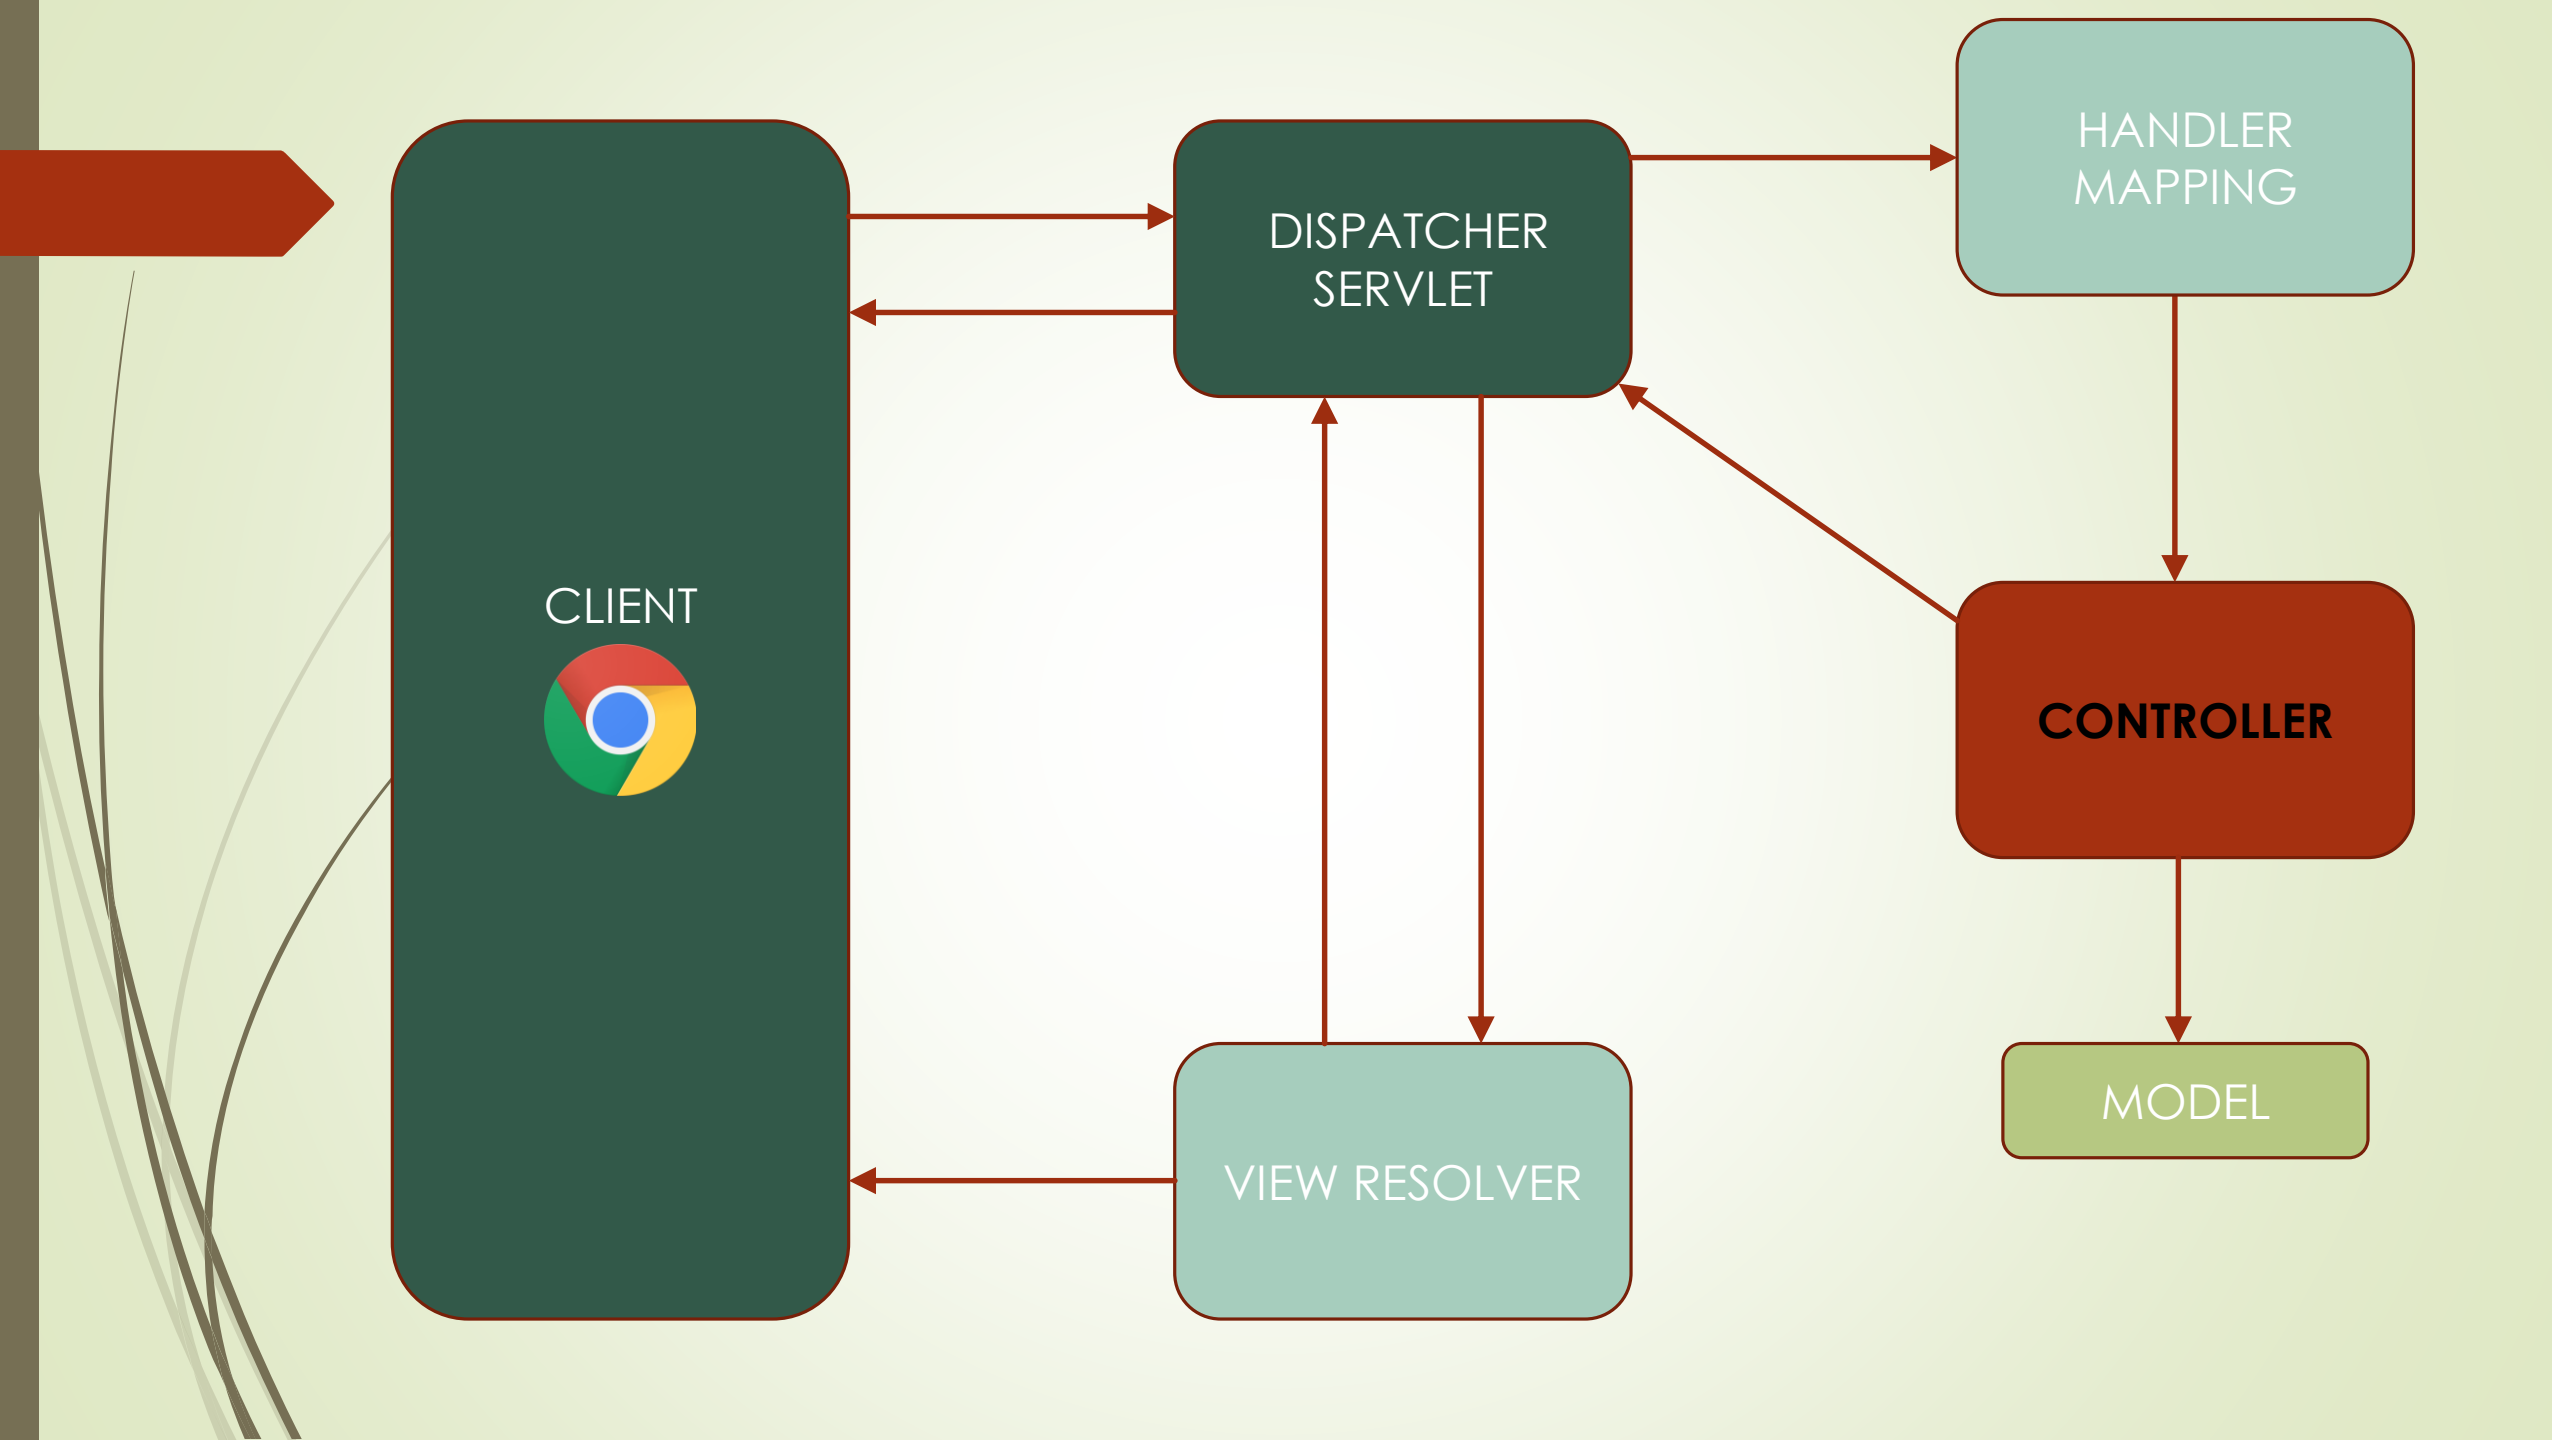 HANDLER
MAPPING
DISPATCHER
SERVLET
CLIENT
CONTROLLER
MODEL
VIEW RESOLVER